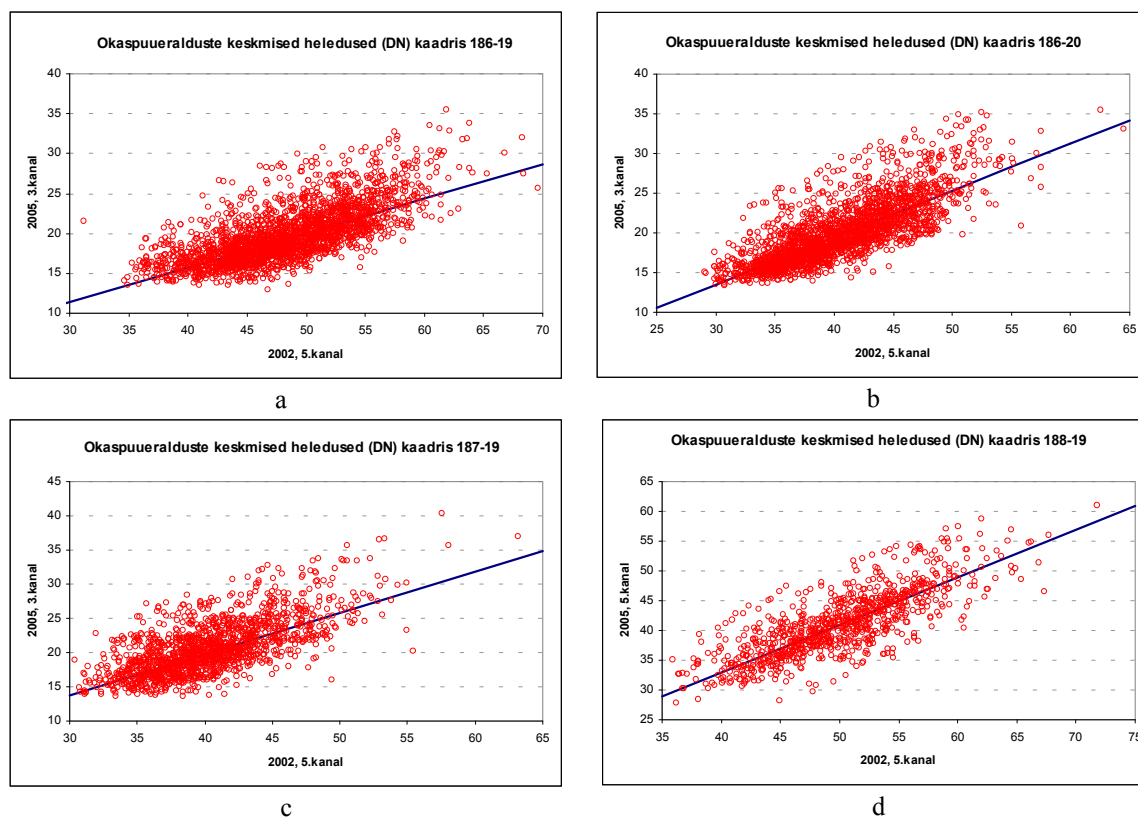 Okaspuueralduste keskmised heledused (DN) kaadris 186-19
40
35
30
25
20
15
10
2005, 3.kanal
30 35 40 45 50 55 60 65 70
2002, 5.kanal
a
Okaspuueralduste keskmised heledused (DN) kaadris 186-20
40
35
30
25
20
15
10
2005, 3.kanal
25 30 35 40 45 50 55 60 65
2002, 5.kanal
b
Okaspuueralduste keskmised heledused (DN) kaadris 187-19
45
40
35
30
25
20
15
10
2005, 3.kanal
30 35 40 45 50 55 60 65
2002, 5.kanal
c
Okaspuueralduste keskmised heledused (DN) kaadris 188-19
65
60
55
50
45
40
35
30
25
2005, 5.kanal
35 40 45 50 55 60 65 70 75
2002, 5.kanal
d